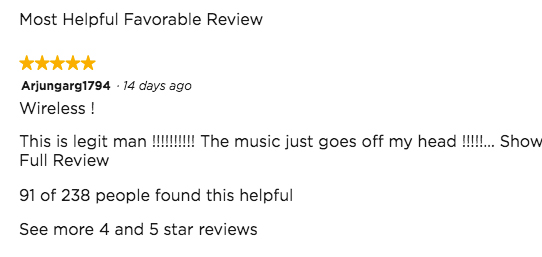 Most Helpful Favorable Review
Arjungarg1794 · 14 days ago
Wireless !
This is legit man !!!!!!!!!! The music just goes off my head !!!!!... Show
Full Review
91 of 238 people found this helpful
See more 4 and 5 star reviews